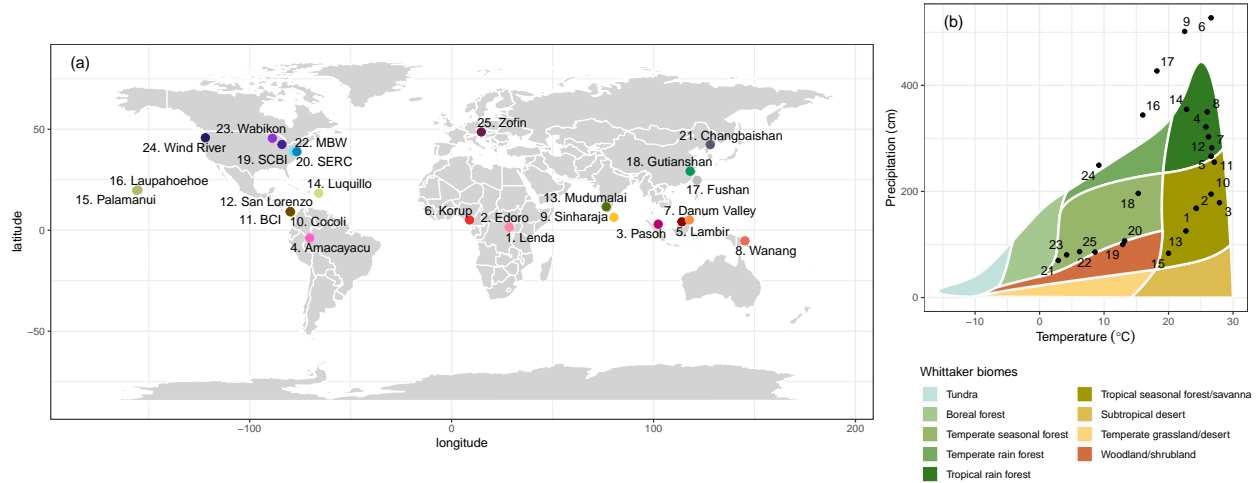 (a)
25. Zofin
23. Wabikon
21. Changbaishan
22. MBW
24. Wind River
19. SCBI
20. SERC
18. Gutianshan
16. Laupahoehoe
14. Luquillo
17. Fushan
15. Palamanui
13. Mudumalai
12. San Lorenzo
6. Korup
2. Edoro
9. Sinharaja
7. Danum Valley
11. BCI
10. Cocoli
1. Lenda
3. Pasoh
5. Lambir
4. Amacayacu
8. Wanang
50
0
−50
latitude
−100
0
100
200
longitude
(b)
9
6
17
16
14
8
4
7
12
24
5
11
10
18
2
3
1
20
23
25
13
19
15
21
22
400
200
0
Precipitation (cm)
−10
0
10
20
30
Temperature (°C)
Whittaker biomes
Tundra
Boreal forest
Temperate seasonal forest
Temperate rain forest
Tropical rain forest
Tropical seasonal forest/savanna
Subtropical desert
Temperate grassland/desert
Woodland/shrubland